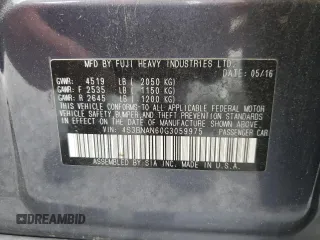 MFD BY FUJI HEAVY INDUSTRIES LTD.
DATE: 05/16
GVWR: 4519 LB ( 2050 KG)
GAWR: F 2535 LB ( 1150 KG)
GAWR: R 2645 LB ( 1200 KG)
THIS VEHICLE CONFORMS TO ALL APPLICABLE FEDERAL MOTOR
VEHICLE SAFETY, BUMPER, AND THEFT PREVENTION STANDARDS
IN EFFECT ON THE DATE OF MANUFACTURE SHOWN ABOVE.
VIN: 4S3BNAN60G3059975 PASSENGER CAR
ASSEMBLED BY SIA INC. MADE IN U.S.A.
DREAMBID
DREAMBID